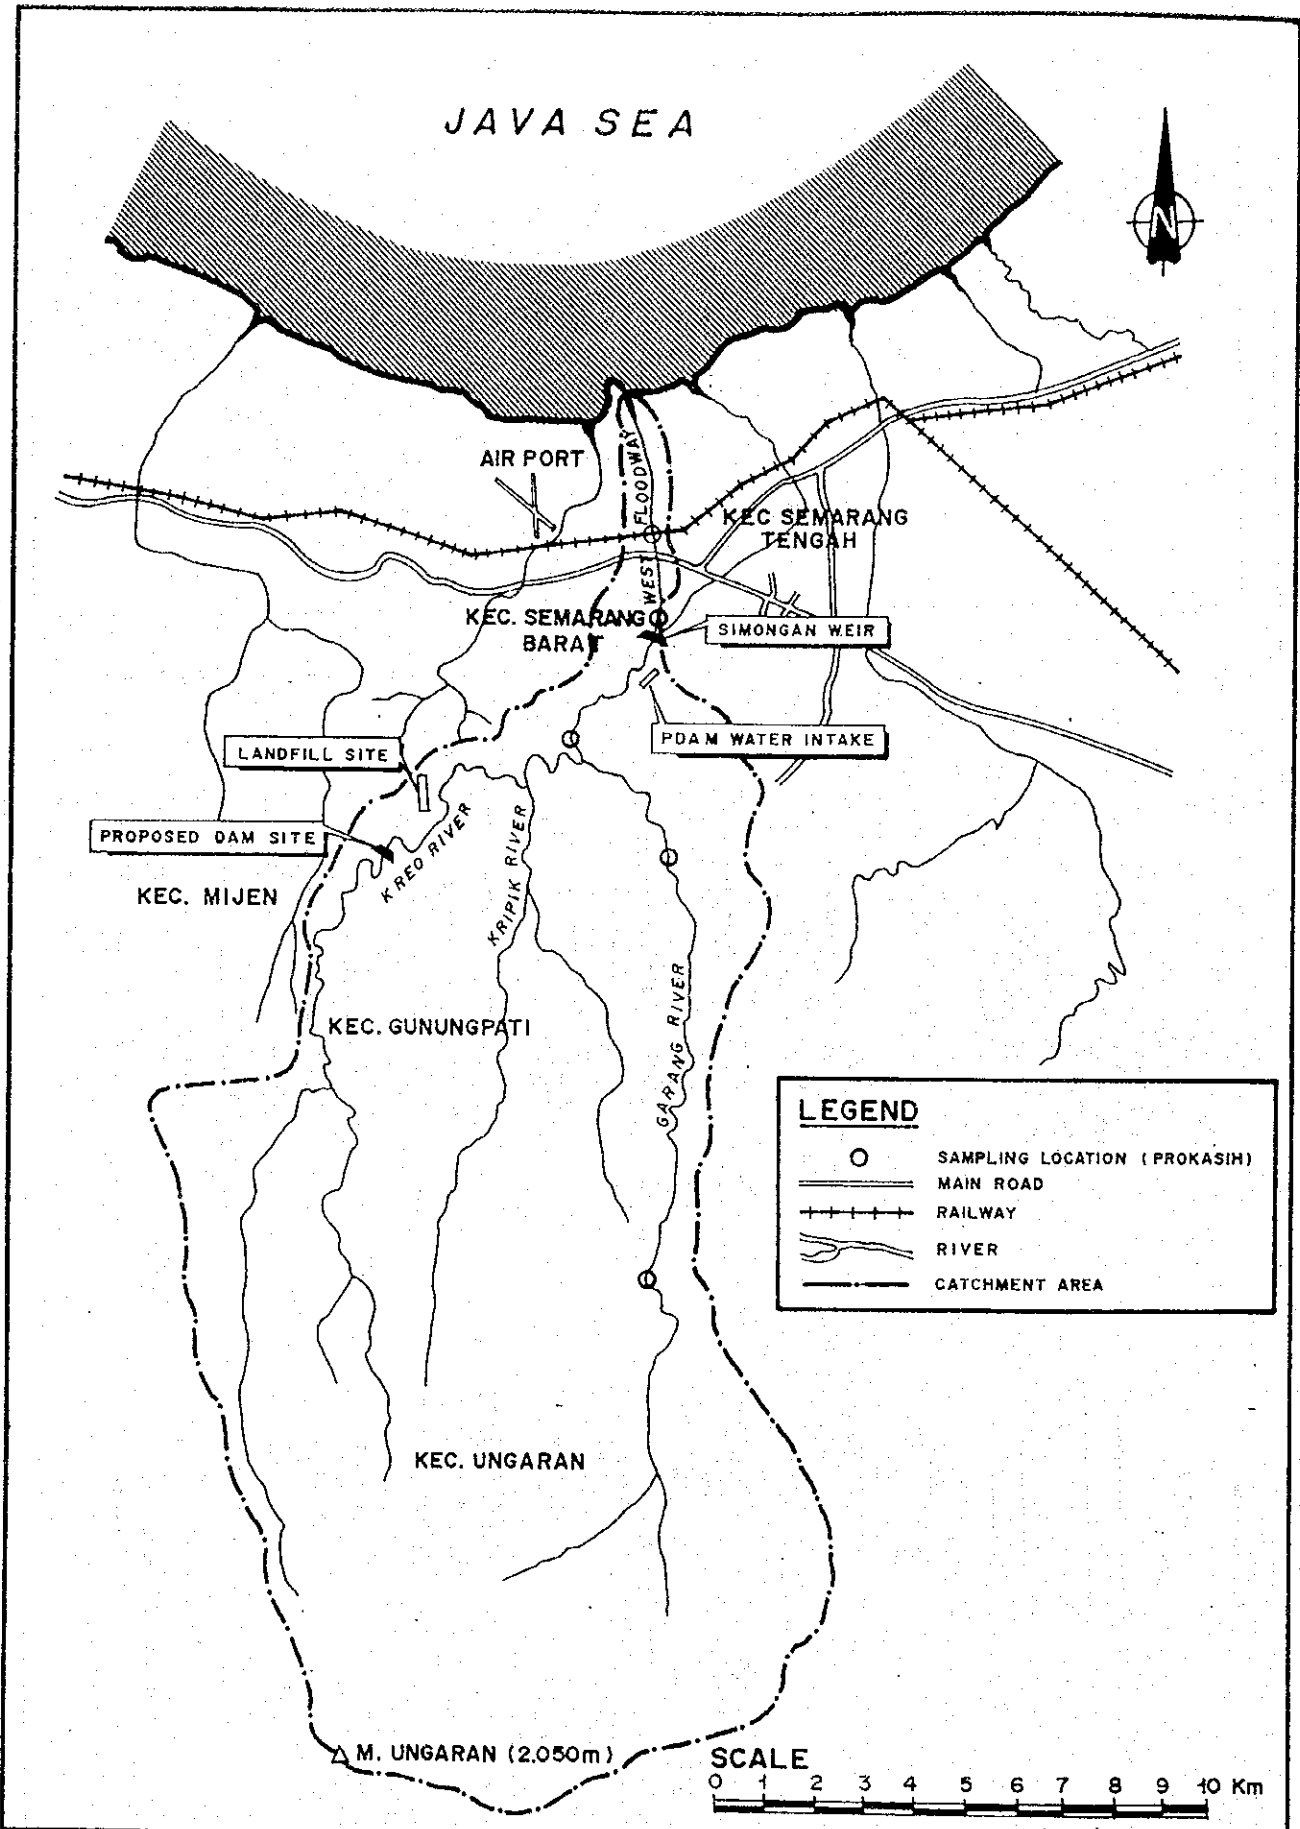 JAVA SEA
N
AIR PORT
WEST FLOODWAY
KEC SEMARANG
TENGAH
KEC. SEMARANG
BARAT
SIMONGAN WEIR
PDAM WATER INTAKE
LANDFILL SITE
PROPOSED DAM SITE
KREO RIVER
KRIPIK RIVER
KEC. MIJEN
GARANG RIVER
KEC. GUNUNGPATI
LEGEND
SAMPLING LOCATION (PROKASIH)
MAIN ROAD
RAILWAY
RIVER
CATCHMENT AREA
KEC. UNGARAN
M. UNGARAN (2.050m)
SCALE
0 1 2 3 4 5 6 7 8 9 10 Km